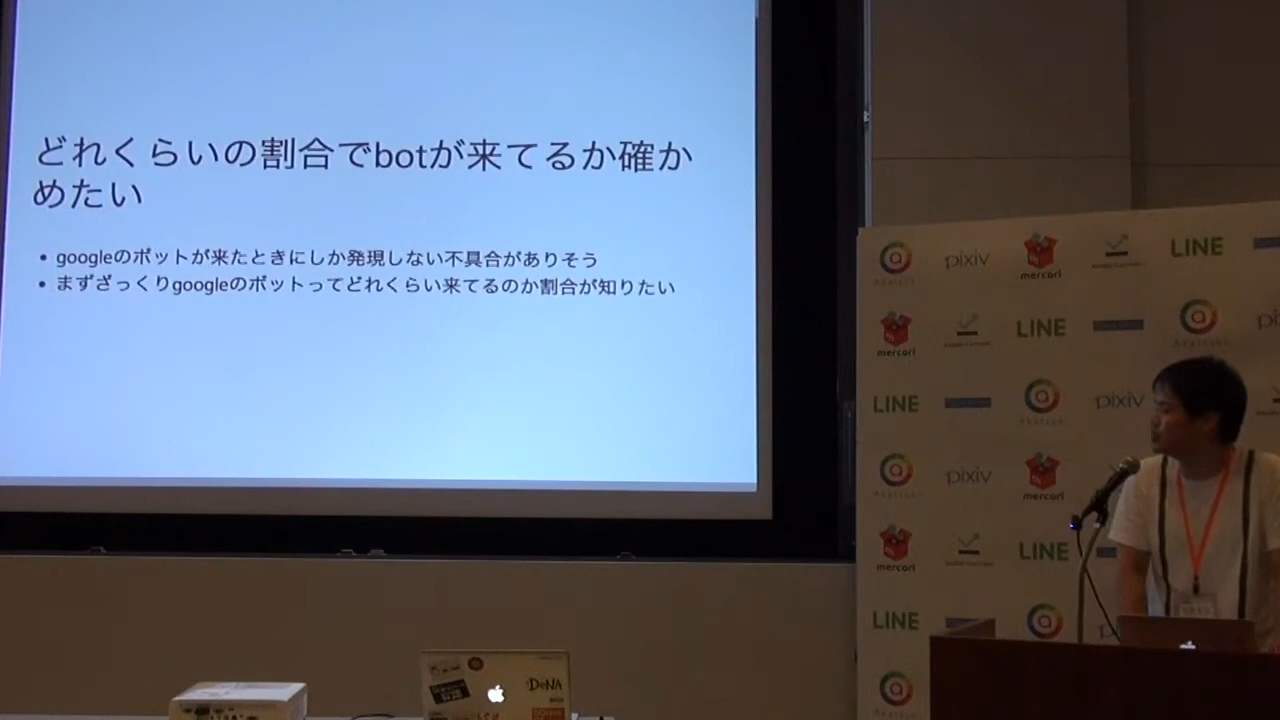 どれくらいの割合でbotが来てるか確か
めたい
• googleのボットが来たときにしか発現しない不具合がありそう
• まずざっくりgoogleのボットってどれくらい来てるのか割合が知りたい
pixiv
mercari
LINE
mercari
LINE
LINE
pixiv
pixiv
mercari
mercari
LINE
LINE
:DeNA